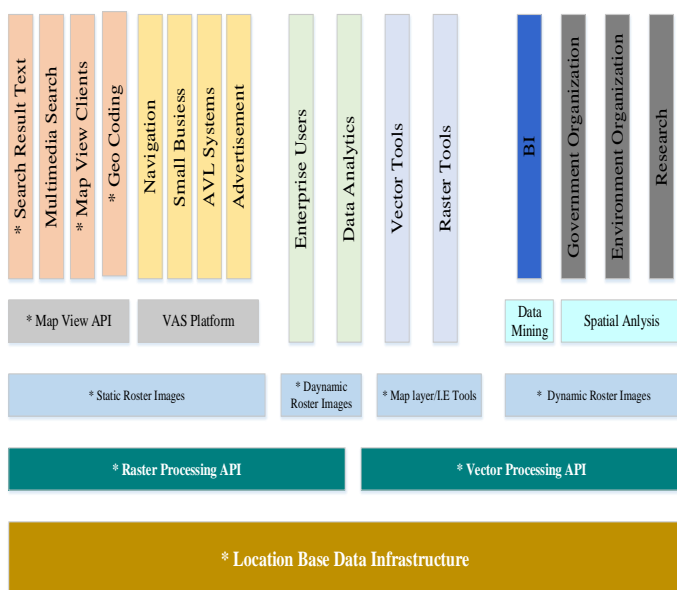 * Search Result Text
Multimedia Search
* Map View Clients
* Geo Coding
Navigation
Small Busiess
AVL Systems
Advertisement
Enterprise Users
Data Analytics
Vector Tools
Raster Tools
BI
Government Organization
Environment Organization
Research
* Map View API
VAS Platform
Data
Mining
Spatial Anlysis
* Static Roster Images
* Daynamic
Roster Images
* Map layer/I.E Tools
* Dynamic Roster Images
* Raster Processing API
* Vector Processing API
* Location Base Data Infrastructure